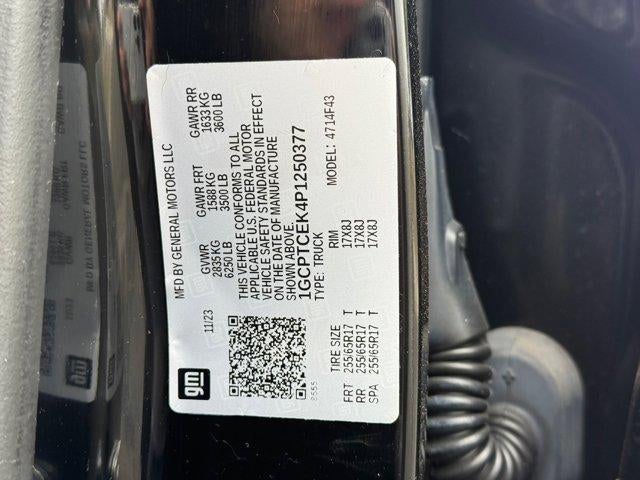 gm
MFD BY GENERAL MOTORS LLC
11/23
GVWR GAWR FRT GAWR RR
2835 KG 1588 KG 1633 KG
6250 LB 3500 LB 3600 LB
THIS VEHICLE CONFORMS TO ALL
APPLICABLE U.S. FEDERAL MOTOR
VEHICLE SAFETY STANDARDS IN EFFECT
ON THE DATE OF MANUFACTURE
SHOWN ABOVE.
1GCPTCEK4P1250377
TYPE: TRUCK MODEL: 4714F43
8555
TIRE SIZE RIM
FRT 255/65R17 T 17X8J
RR 255/65R17 T 17X8J
SPA 255/65R17 T 17X8J